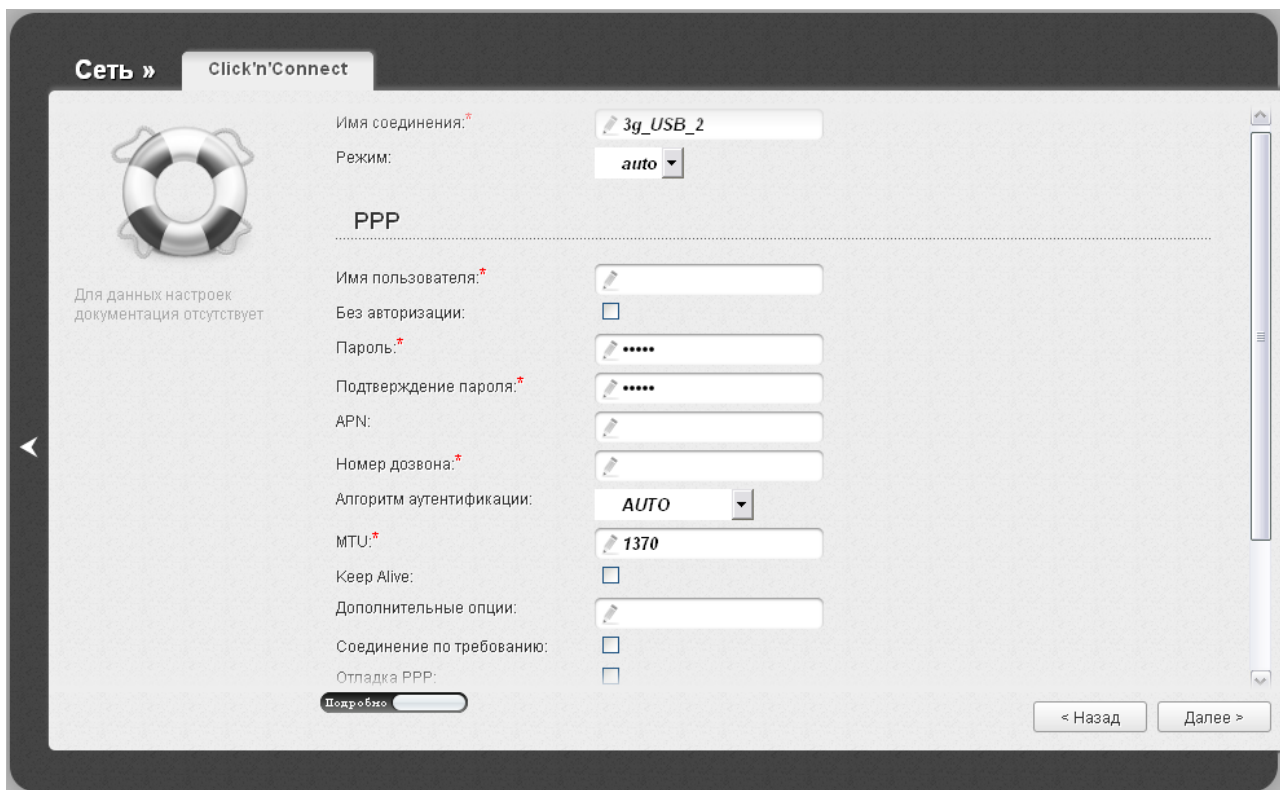 Сеть » Click'n'Connect
Для данных настроек
документация отсутствует
Имя соединения:* 3g_USB_2
Режим: auto
PPP
Имя пользователя:*
Без авторизации:
Пароль:* •••••
Подтверждение пароля:* •••••
APN:
Номер дозвона:*
Алгоритм аутентификации: AUTO
MTU:* 1370
Keep Alive:
Дополнительные опции:
Соединение по требованию:
Отладка PPP:
Подробно
< Назад Далее >